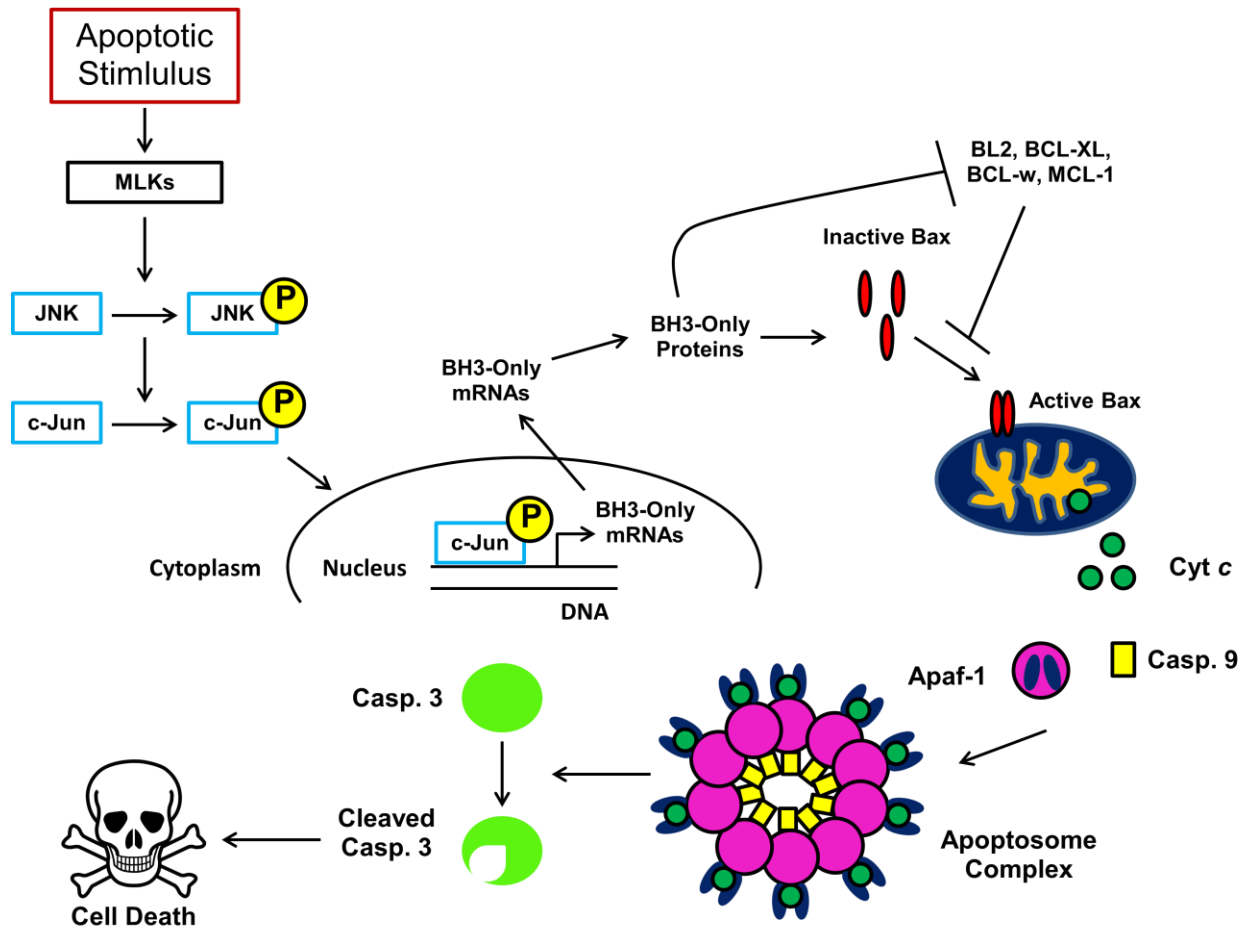 Apoptotic
Stimlulus
MLKs
JNK
JNK
P
c-Jun
c-Jun
P
BL2, BCL-XL,
BCL-w, MCL-1
Inactive Bax
BH3-Only
Proteins
BH3-Only
mRNAs
Active Bax
Cytoplasm
Nucleus
c-Jun
P
BH3-Only
mRNAs
DNA
Cyt c
Apaf-1
Casp. 9
Casp. 3
Cleaved
Casp. 3
Apoptosome
Complex
Cell Death